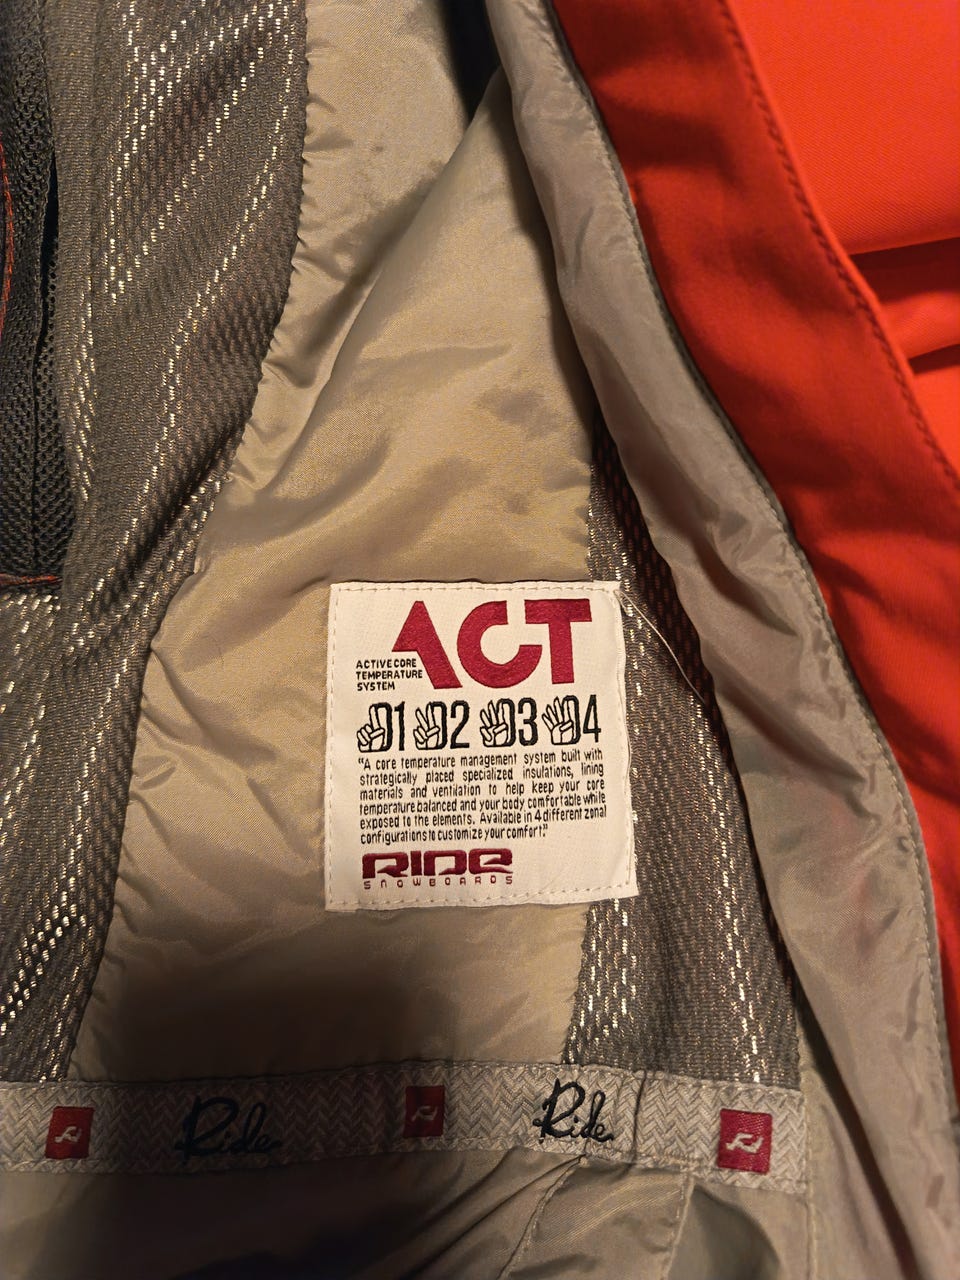 ACT
ACTIVE CORE
TEMPERATURE
SYSTEM
01 02 03 04
"A core temperature management system built with
strategically placed specialized insulations, lining
materials and ventilation to help keep your core
temperature balanced and your body comfortable while
exposed to the elements. Available in 4 different zonal
configurations to customize your comfort."
RIDE
SNOWBOARDS
Ride Ride